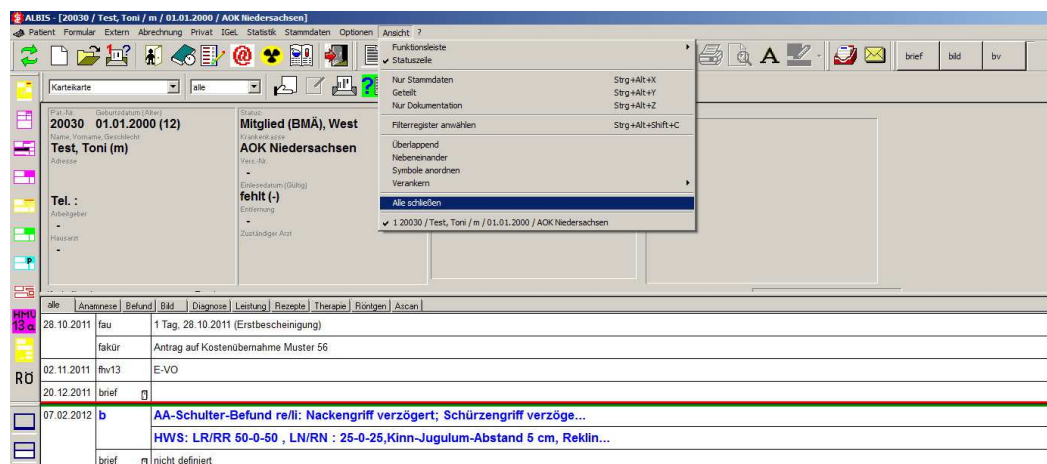 ALBIS - [20030 / Test, Toni / m / 01.01.2000 / AOK Niedersachsen]
Patient Formular Extern Abrechnung Privat IGeL Statistik Stammdaten Optionen Ansicht ?
A brief bild bv
Karteikarte alle
Funktionsleiste
Statuszeile
Nur Stammdaten Strg+Alt+X
Geteilt Strg+Alt+Y
Nur Dokumentation Strg+Alt+Z
Filterregister anwählen Strg+Alt+Shift+C
Überlappend
Nebeneinander
Symbole anordnen
Verankern
Alle schließen
1 20030 / Test, Toni / m / 01.01.2000 / AOK Niedersachsen
Pat.-Nr. Geburtsdatum (Alter)
20030 01.01.2000 (12)
Name, Vorname, Geschlecht
Test, Toni (m)
Adresse
Tel. :
Arbeitgeber
-
Hausarzt
-
Status
Mitglied (BMÄ), West
Krankenkasse
AOK Niedersachsen
Vers.-Nr.
-
Einlesedatum (Gültig)
fehlt (-)
Entfernung
-
Zuständiger Arzt
P
HMV
13 a
RÖ
alle Anamnese Befund Bild Diagnose Leistung Rezepte Therapie Röntgen Ascan
28.10.2011 fau 1 Tag, 28.10.2011 (Erstbescheinigung)
fakür Antrag auf Kostenübernahme Muster 56
02.11.2011 fhv13 E-VO
20.12.2011 brief
07.02.2012 b AA-Schulter-Befund re/li: Nackengriff verzögert; Schürzengriff verzöge...
HWS: LR/RR 50-0-50 , LN/RN : 25-0-25,Kinn-Jugulum-Abstand 5 cm, Reklin...
brief nicht definiert